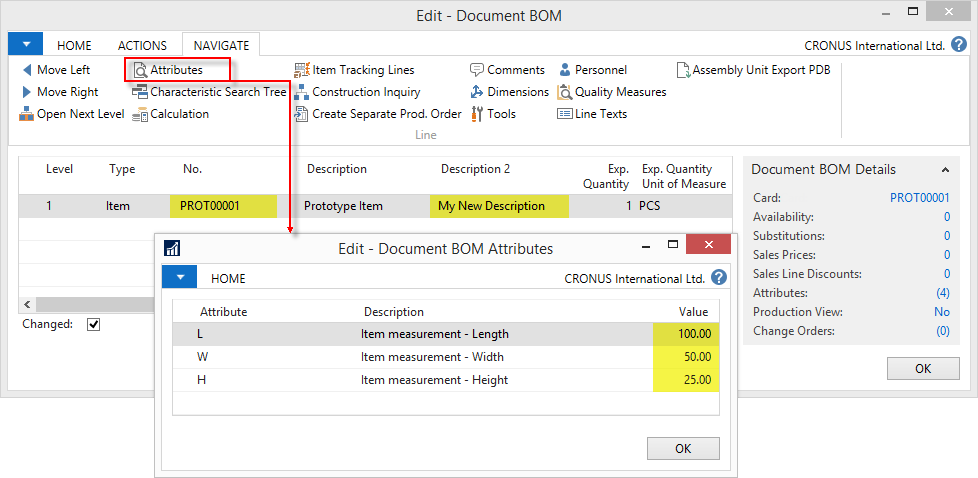 Edit - Document BOM
HOME ACTIONS NAVIGATE CRONUS International Ltd.
Move Left Attributes Item Tracking Lines Comments Personnel Assembly Unit Export PDB
Move Right Characteristic Search Tree Construction Inquiry Dimensions Quality Measures
Open Next Level Calculation Create Separate Prod. Order Tools Line Texts
Line
Level Type No. Description Description 2 Exp. Quantity Exp. Quantity Unit of Measure
1 Item PROT00001 Prototype Item My New Description 1 PCS
Changed:
Document BOM Details
Card: PROT00001
Availability: 0
Substitutions: 0
Sales Prices: 0
Sales Line Discounts: 0
Attributes: (4)
Production View: No
Change Orders: (0)
OK
Edit - Document BOM Attributes
HOME CRONUS International Ltd.
Attribute Description Value
L Item measurement - Length 100.00
W Item measurement - Width 50.00
H Item measurement - Height 25.00
OK